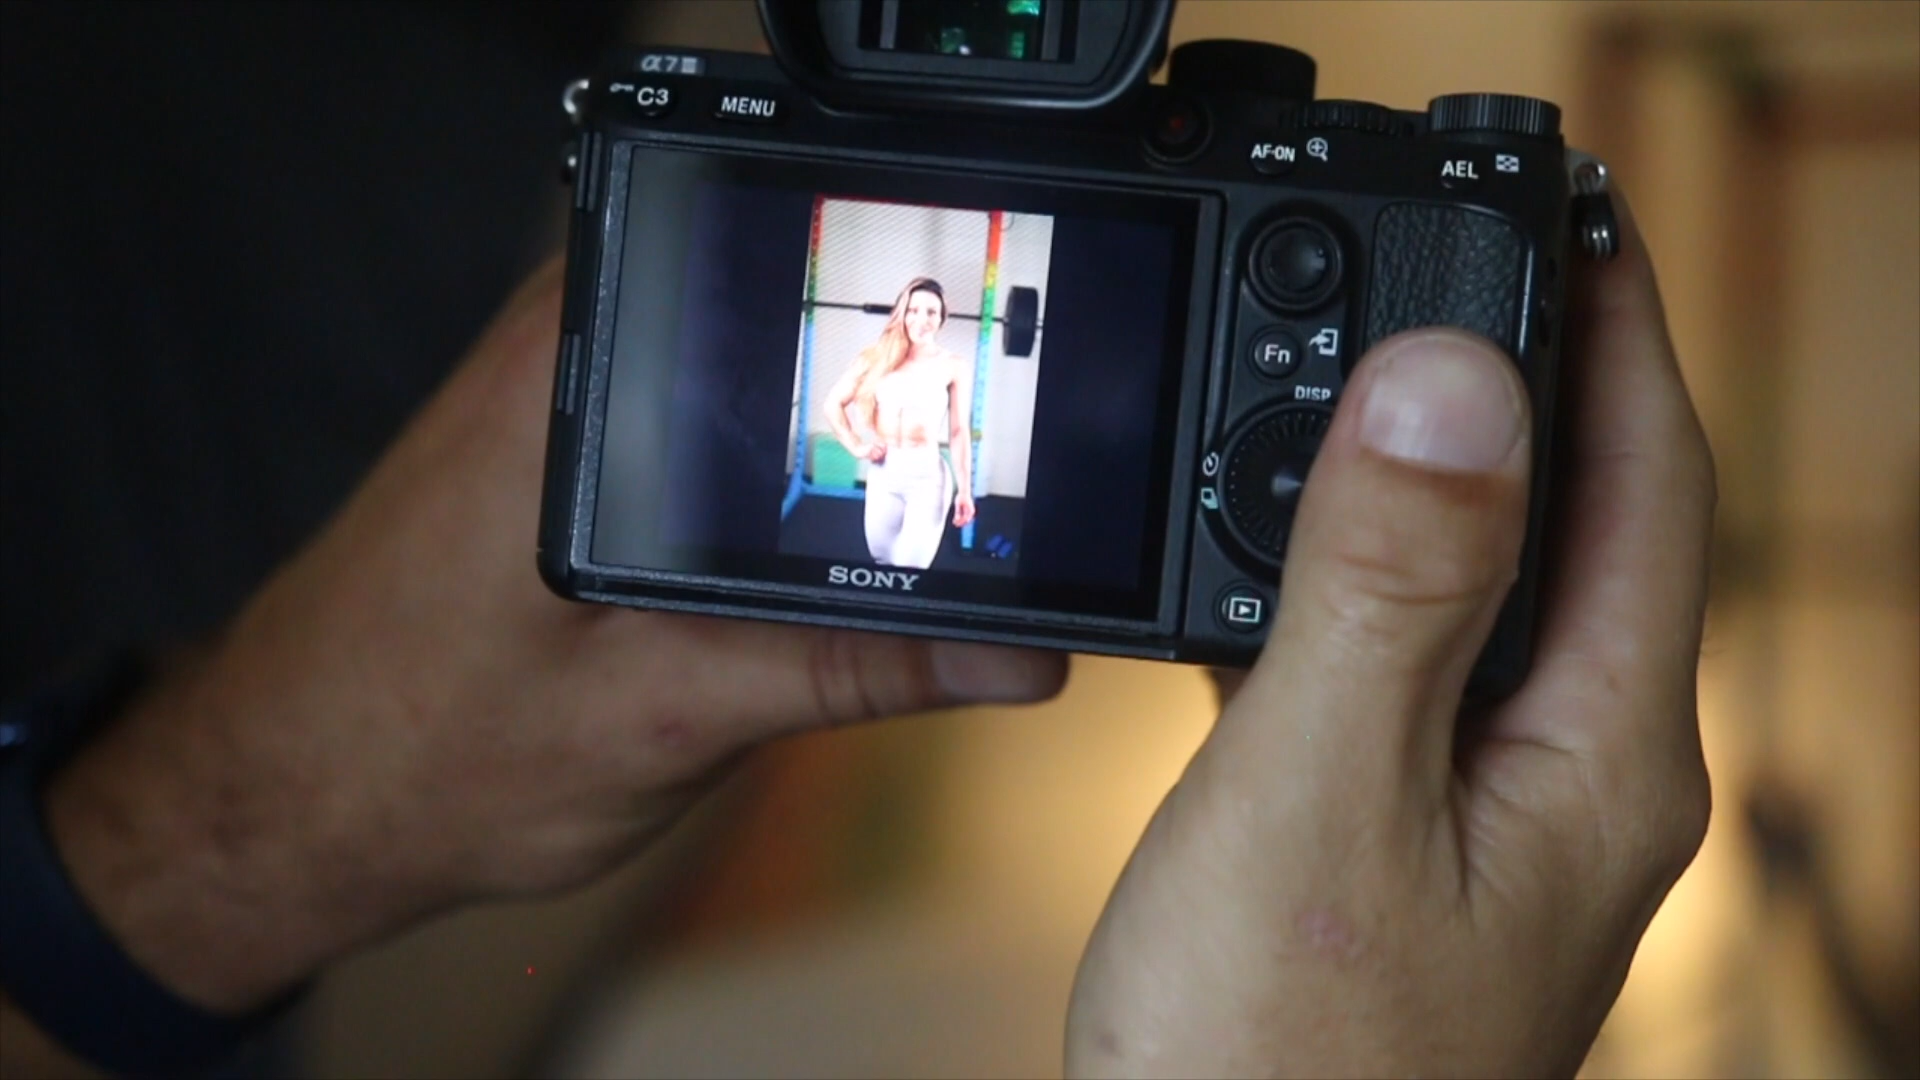 α7III
C3
MENU
AF-ON
AEL
Fn
DISP
SONY